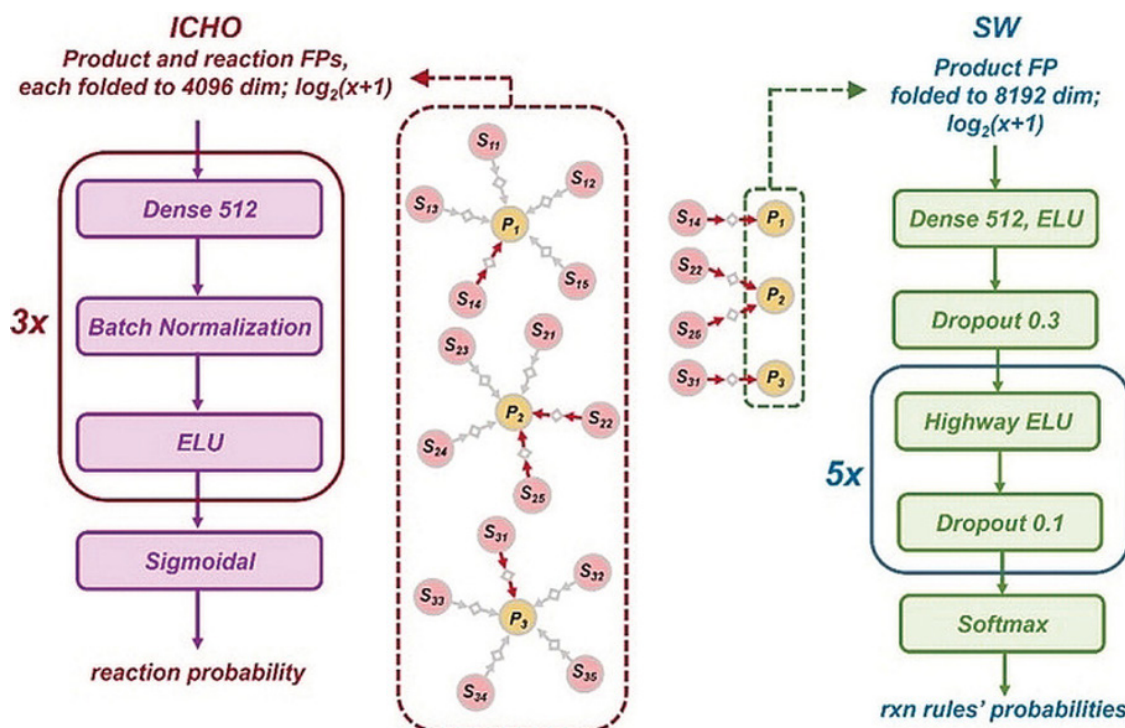 ICHO
Product and reaction FPs,
each folded to 4096 dim; log₂(x+1)
3x
Dense 512
Batch Normalization
ELU
Sigmoidal
reaction probability
S₁₁
S₁₂
S₁₃
P₁
S₁₄
S₁₅
S₂₁
S₂₃
P₂
S₂₂
S₂₄
S₂₅
S₃₁
S₃₂
S₃₃
P₃
S₃₄
S₃₅
S₁₄
P₁
S₂₂
P₂
S₂₅
S₃₁
P₃
SW
Product FP
folded to 8192 dim;
log₂(x+1)
Dense 512, ELU
Dropout 0.3
5x
Highway ELU
Dropout 0.1
Softmax
rxn rules' probabilities